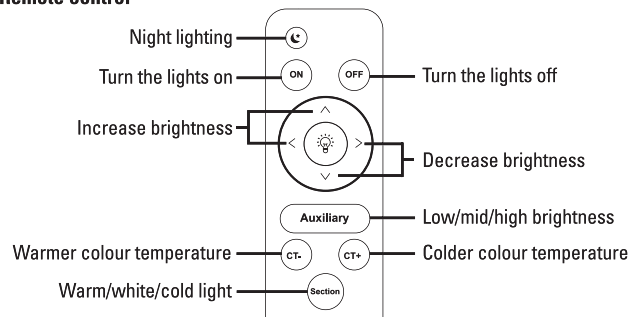 Remote Control
Night lighting
Turn the lights on
ON
OFF
Turn the lights off
Increase brightness
Decrease brightness
Auxiliary
Low/mid/high brightness
Warmer colour temperature
CT-
CT+
Colder colour temperature
Warm/white/cold light
Section